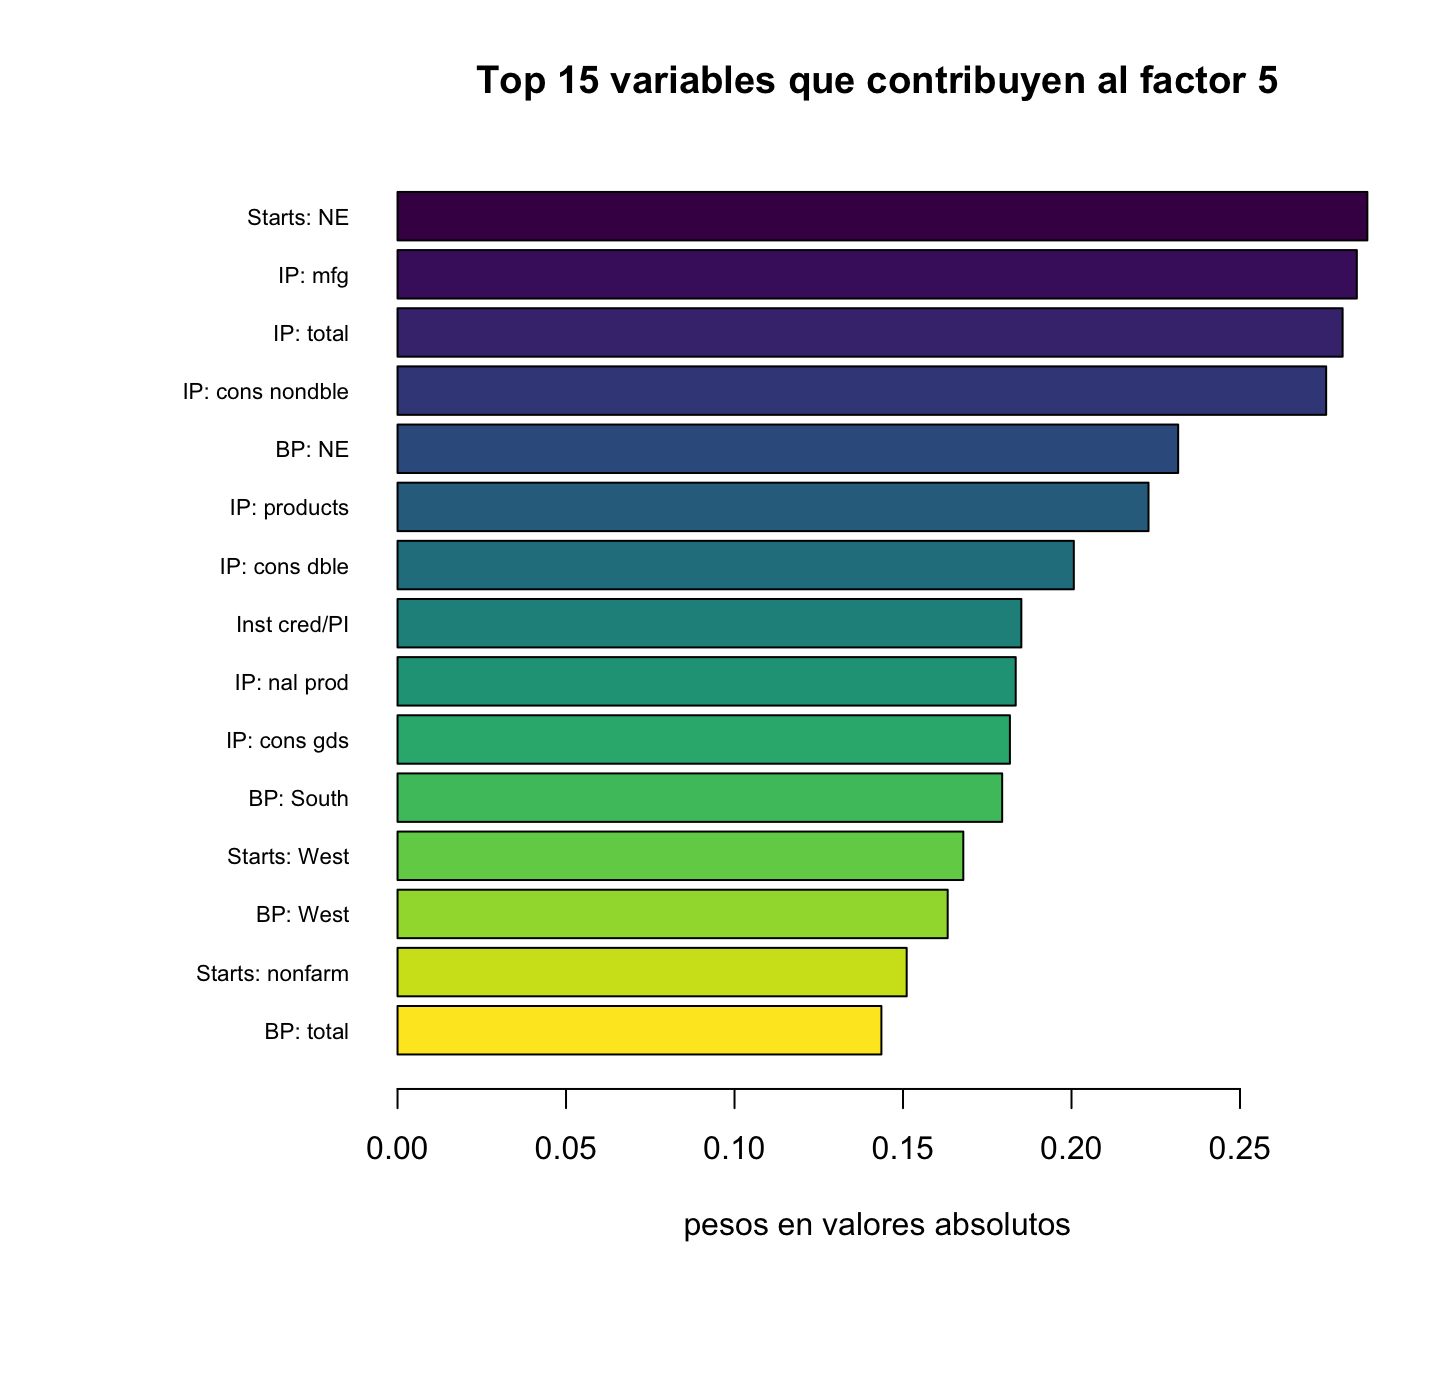 Top 15 variables que contribuyen al factor 5
Starts: NE
IP: mfg
IP: total
IP: cons nondble
BP: NE
IP: products
IP: cons dble
Inst cred/PI
IP: nal prod
IP: cons gds
BP: South
Starts: West
BP: West
Starts: nonfarm
BP: total
0.00 0.05 0.10 0.15 0.20 0.25
pesos en valores absolutos